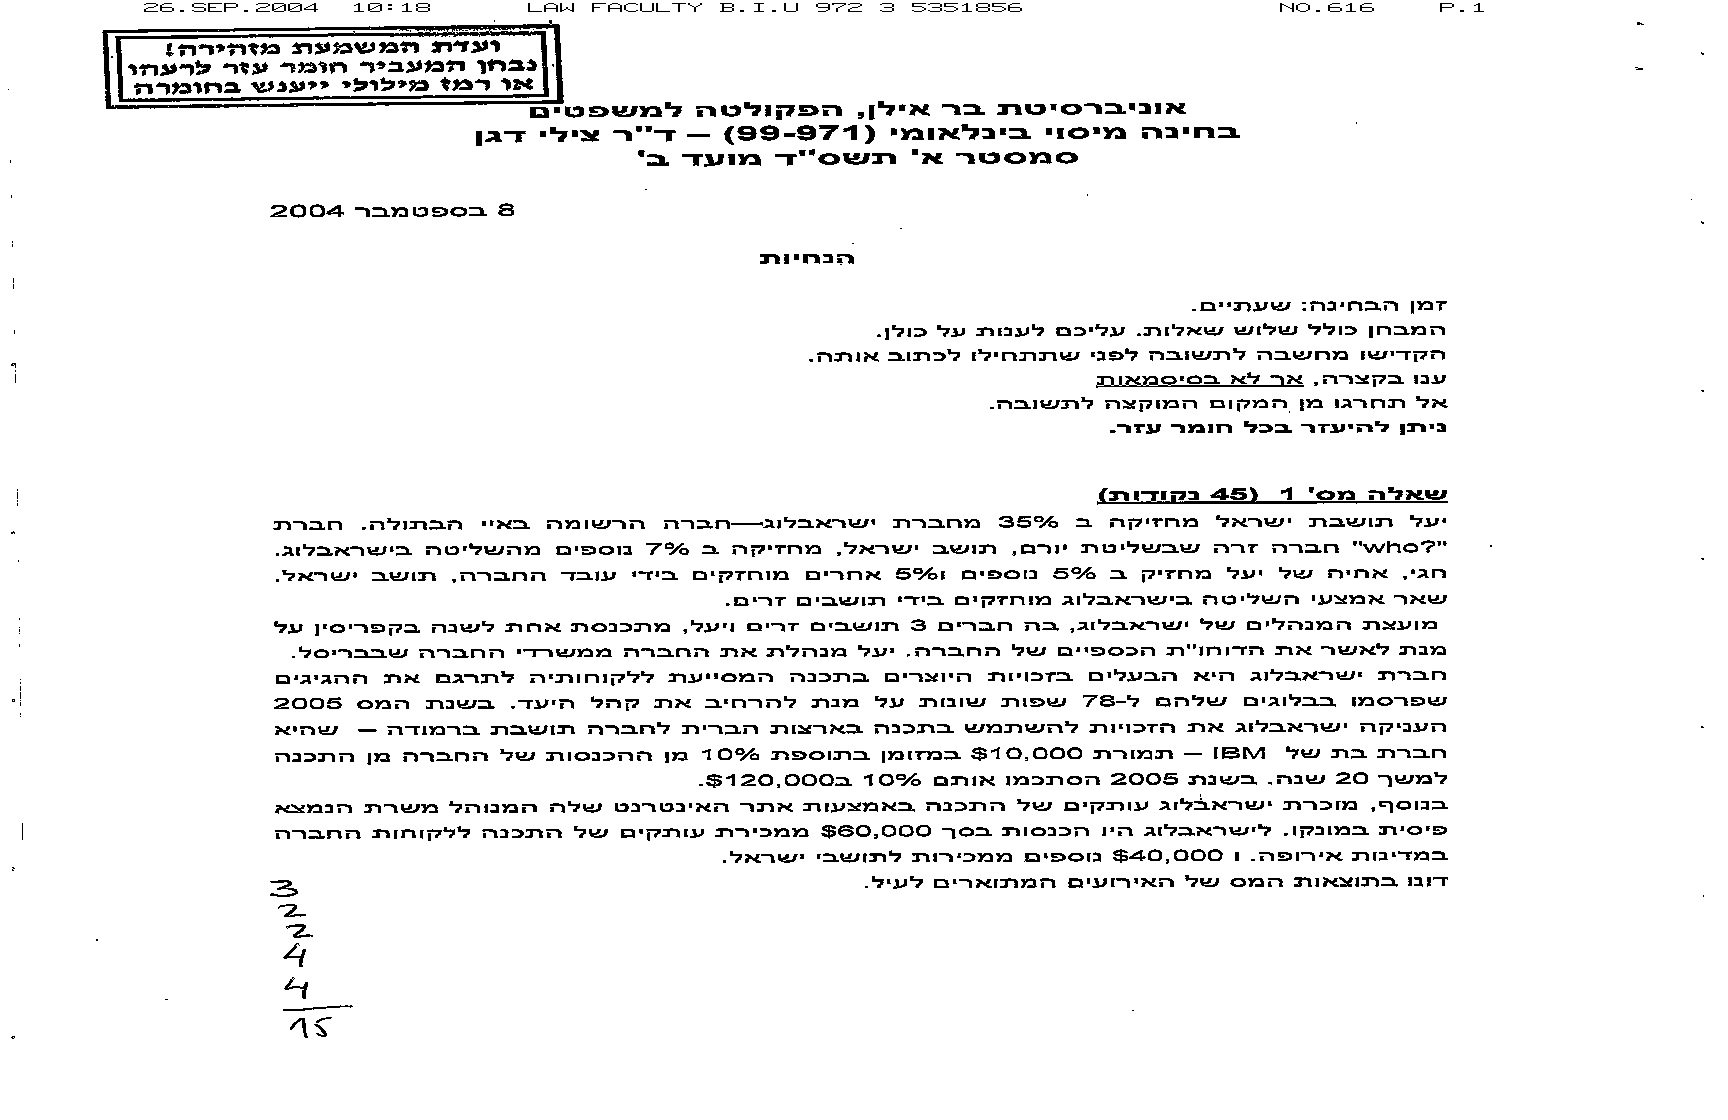 26.SEP.2004 10:18 LAW FACULTY B.I.U 972 3 5351856 NO.616 P.1
ועדת המשמעת מזהירה!
נבחן המעביר חומר עזר לרעהו
או רמז מילולי ייענש בחומרה
אוניברסיטת בר אילן, הפקולטה למשפטים
בחינה מיסוי בינלאומי (99-971) – ד"ר צילי דגן
סמסטר א' תשס"ד מועד ב'
8 בספטמבר 2004
הנחיות
זמן הבחינה: שעתיים.
המבחן כולל שלוש שאלות. עליכם לענות על כולן.
הקדישו מחשבה לתשובה לפני שתתחילו לכתוב אותה.
ענו בקצרה, אך לא בסיסמאות
אל תחרגו מן המקום המוקצה לתשובה.
ניתן להיעזר בכל חומר עזר.
שאלה מס' 1 (45 נקודות)
יעל תושבת ישראל מחזיקה ב 35% מחברת ישראבלוג—חברה הרשומה באיי הבתולה. חברת
"who?" חברה זרה שבשליטת יורם, תושב ישראל, מחזיקה ב 7% נוספים מהשליטה בישראבלוג.
חגי, אחיה של יעל מחזיק ב 5% נוספים ו5% אחרים מוחזקים בידי עובד החברה, תושב ישראל.
שאר אמצעי השליטה בישראבלוג מוחזקים בידי תושבים זרים.
מועצת המנהלים של ישראבלוג, בה חברים 3 תושבים זרים ויעל, מתכנסת אחת לשנה בקפריסין על
מנת לאשר את הדוחו"ת הכספיים של החברה. יעל מנהלת את החברה ממשרדי החברה שבבריסל.
חברת ישראבלוג היא הבעלים בזכויות היוצרים בתכנה המסייעת ללקוחותיה לתרגם את ההגיגים
שפרסמו בבלוגים שלהם ל-78 שפות שונות על מנת להרחיב את קהל היעד. בשנת המס 2005
העניקה ישראבלוג את הזכויות להשתמש בתכנה בארצות הברית לחברה תושבת ברמודה – שהיא
חברת בת של IBM – תמורת 10,000$ במזומן בתוספת 10% מן ההכנסות של החברה מן התכנה
למשך 20 שנה. בשנת 2005 הסתכמו אותם 10% ב120,000$.
בנוסף, מוכרת ישראבלוג עותקים של התכנה באמצעות אתר האינטרנט שלה המנוהל משרת הנמצא
פיסית במונקו. לישראבלוג היו הכנסות בסך 60,000$ ממכירת עותקים של התכנה ללקוחות החברה
במדינות אירופה. ו 40,000$ נוספים ממכירות לתושבי ישראל.
דונו בתוצאות המס של האירועים המתוארים לעיל.
3
2
2
4
4
15